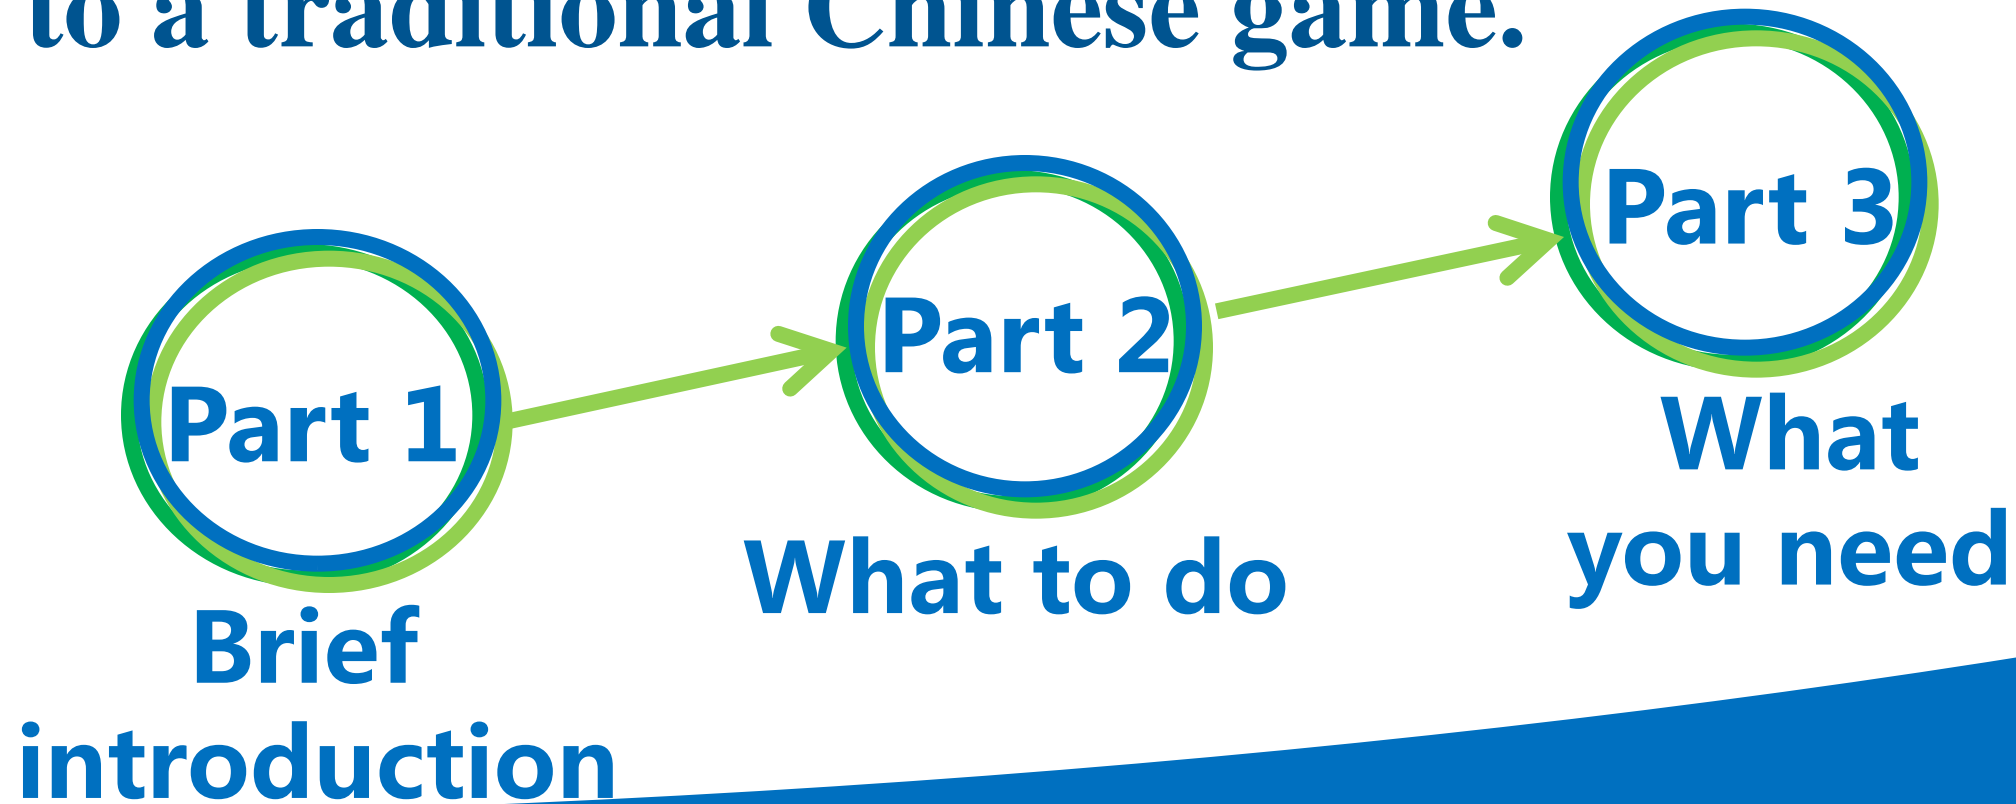 to a traditional Chinese game.
Part 1
Brief
introduction
Part 2
What to do
Part 3
What
you need